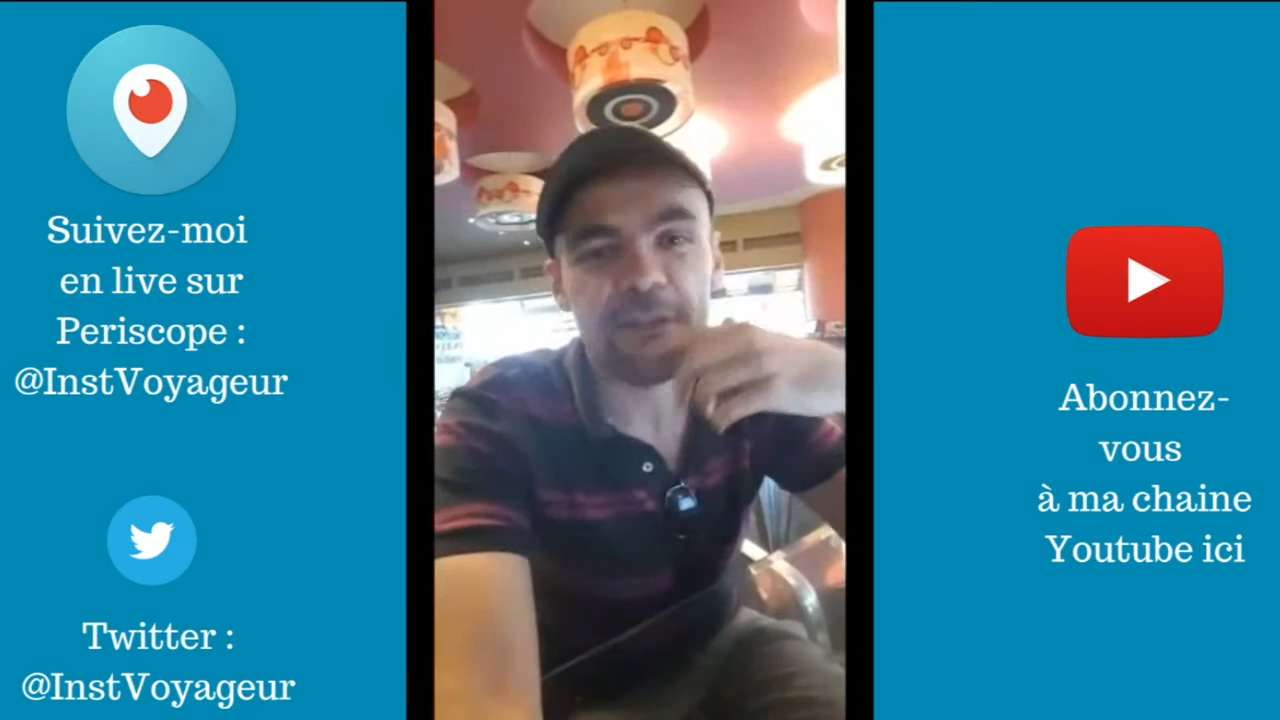 Suivez-moi
en live sur
Periscope :
@InstVoyageur
Twitter :
@InstVoyageur
Abonnez-
vous
à ma chaine
Youtube ici